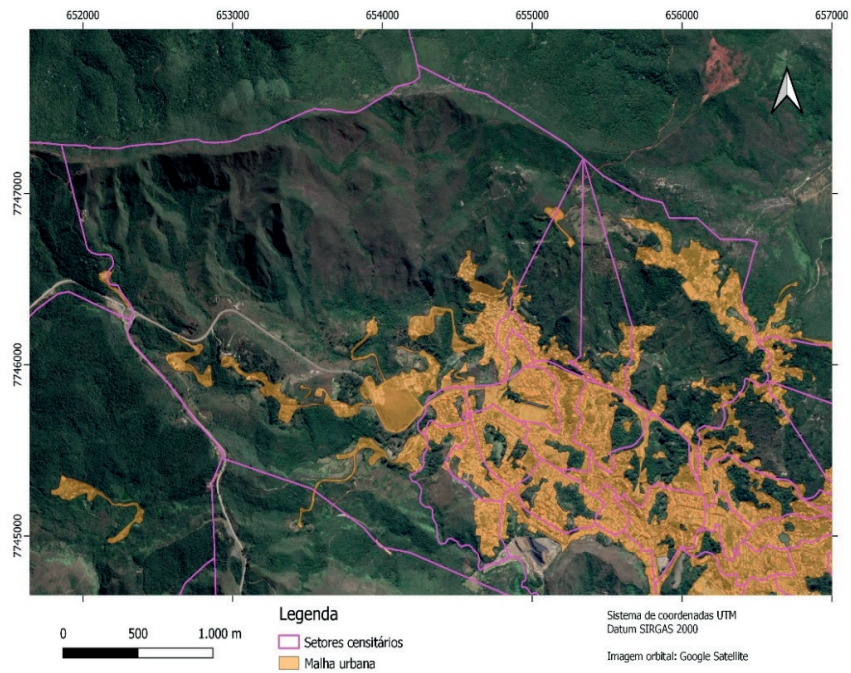 652000 653000 654000 655000 656000 657000
7747000
7746000
7745000
Legenda
0 500 1.000 m
Setores censitários
Malha urbana
Sistema de coordenadas UTM
Datum SIRGAS 2000
Imagem orbital: Google Satellite